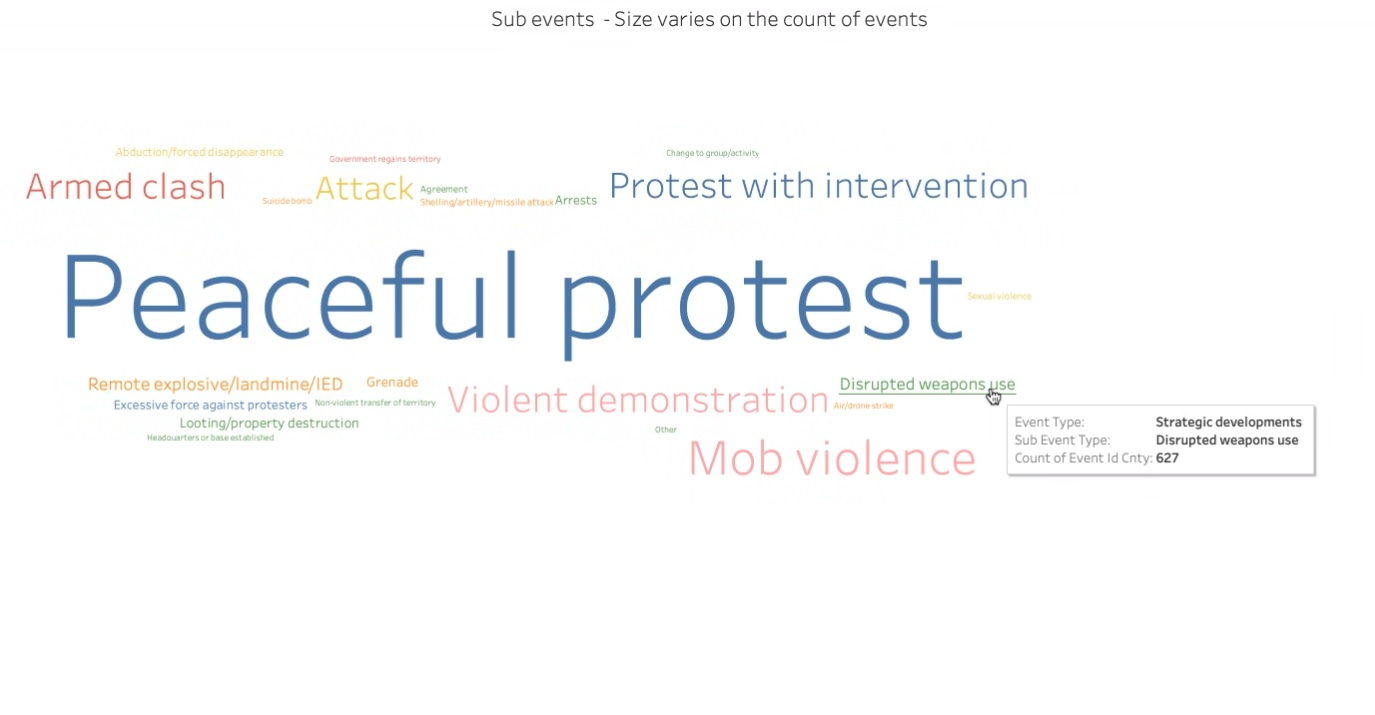 Sub events - Size varies on the count of events
Abduction/forced disappearance
Government regains territory
Change to group/activity
Armed clash
Suicide bomb
Attack
Agreement
Shelling/artillery/missile attack
Arrests
Protest with intervention
Peaceful protest
Sexual violence
Remote explosive/landmine/IED
Grenade
Violent demonstration
Disrupted weapons use
Excessive force against protesters
Non-violent transfer of territory
Air/drone strike
Looting/property destruction
Other
Headquarters or base established
Mob violence
Event Type: Strategic developments
Sub Event Type: Disrupted weapons use
Count of Event Id Cnty: 627